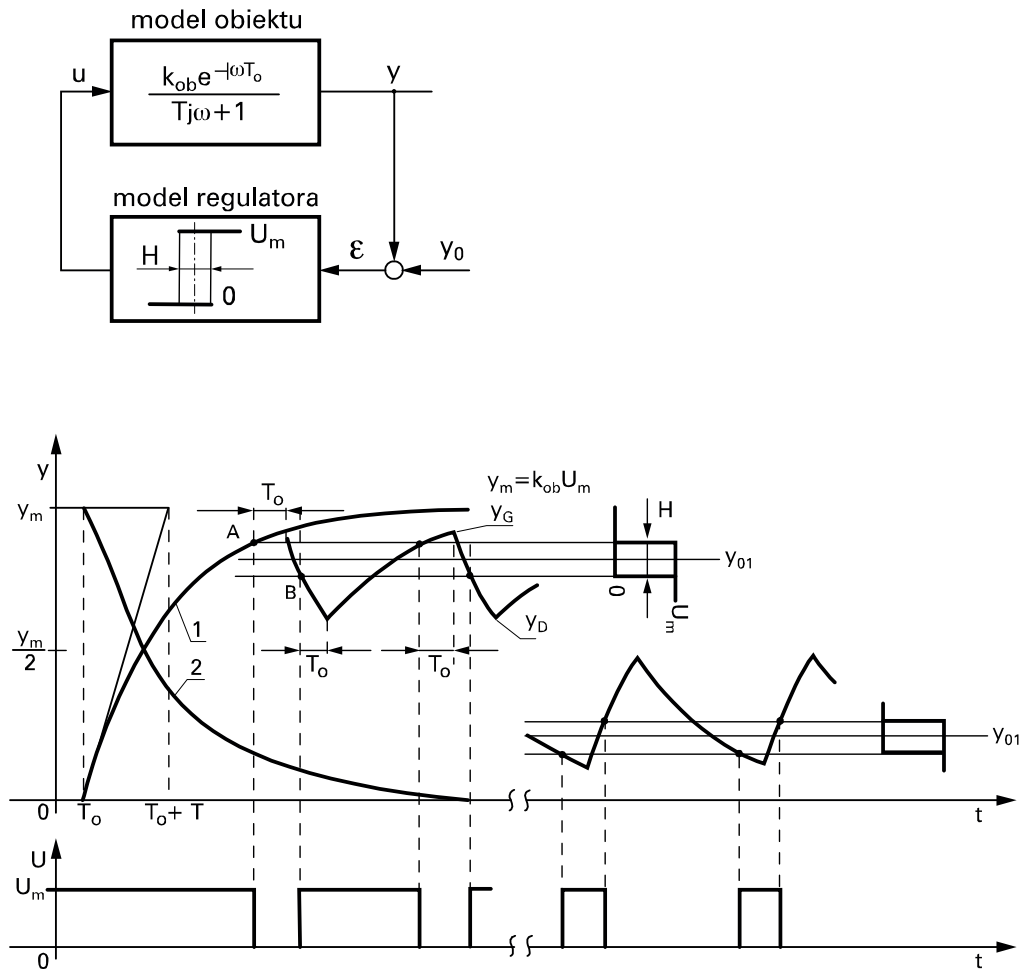 model obiektu
u
k_ob e^-jωT_o
y
Tjω+1
model regulatora
U_m
H
ε
y_0
0
y
y_m=k_ob U_m
T_o
H
y_m
y_G
A
y_01
B
0
U_m
1
y_D
y_m
2
T_o
T_o
2
y_01
0
T_o
T_o+ T
t
U
U_m
0
t